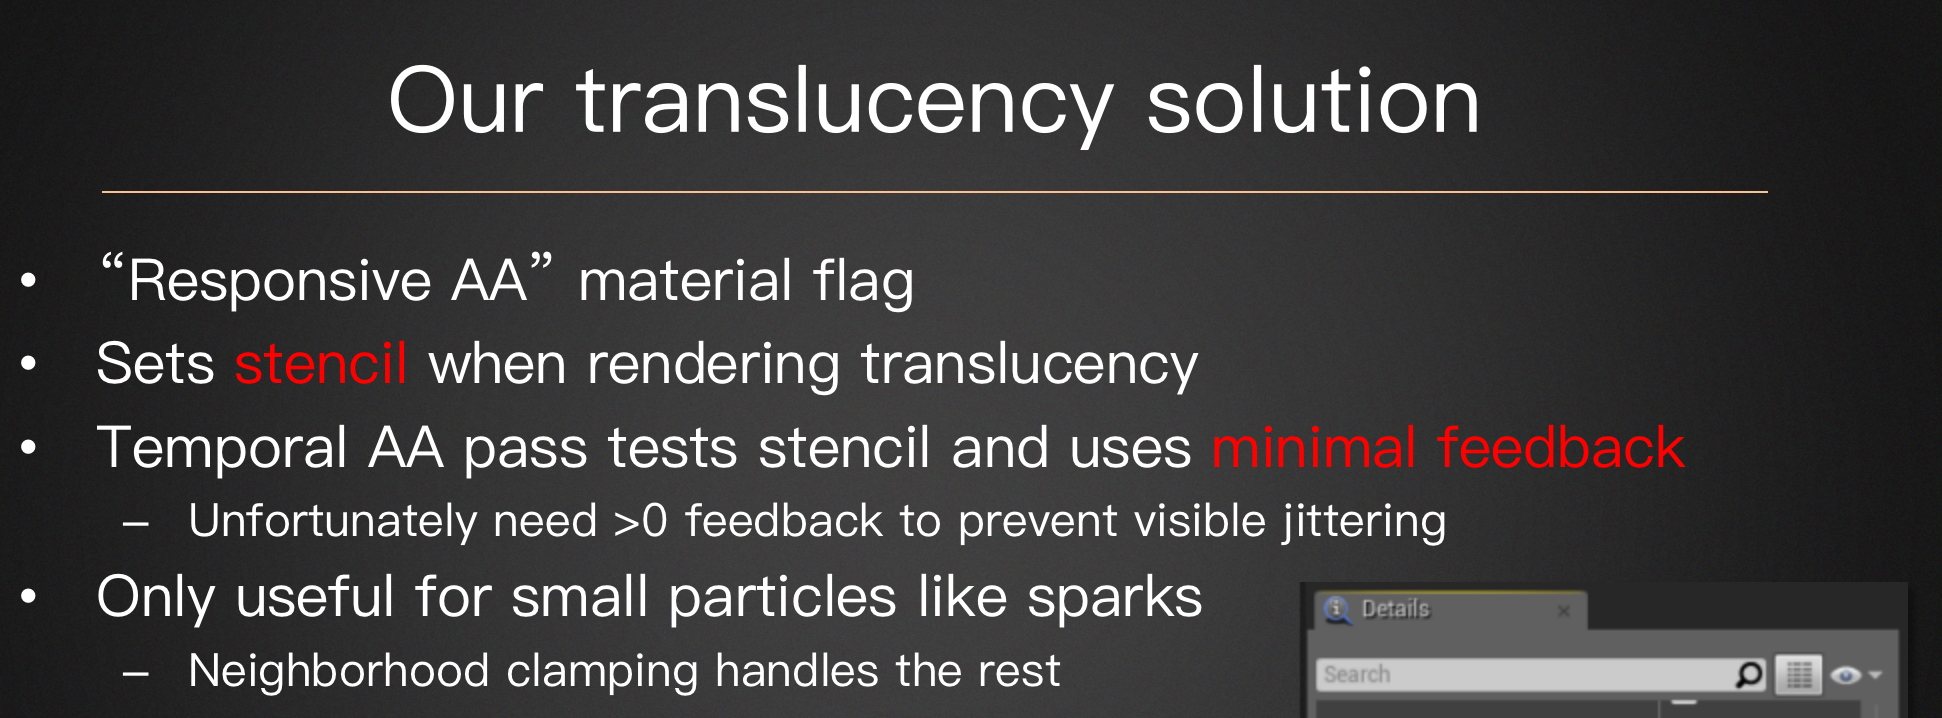 Our translucency solution
• “Responsive AA” material flag
• Sets stencil when rendering translucency
• Temporal AA pass tests stencil and uses minimal feedback
– Unfortunately need >0 feedback to prevent visible jittering
• Only useful for small particles like sparks
– Neighborhood clamping handles the rest
Details
Search